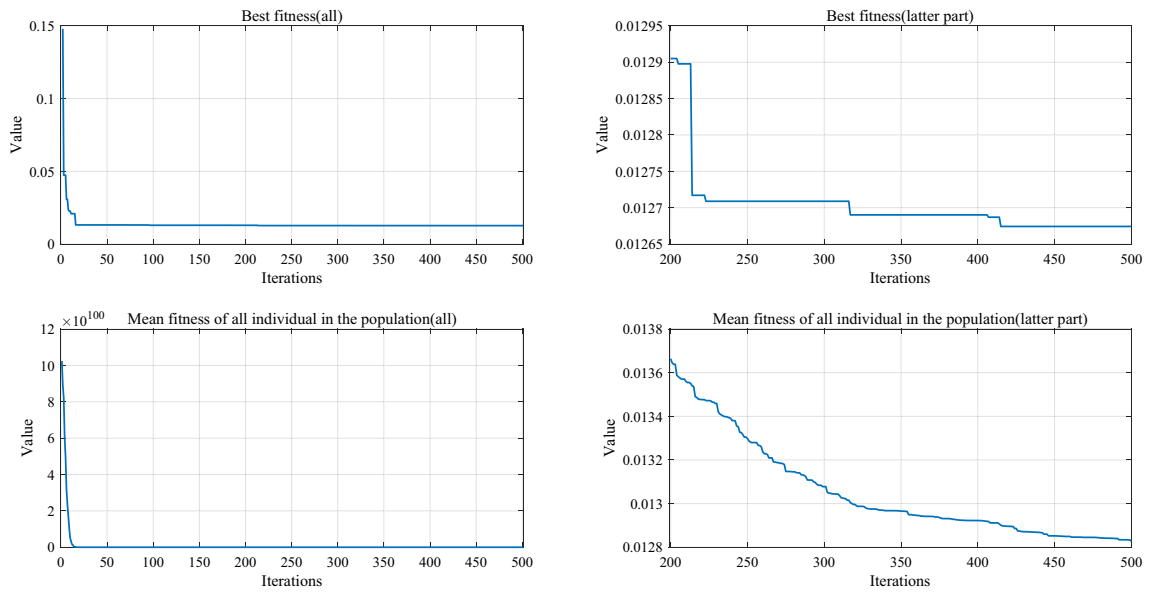 Best fitness(all)
0.15
0.1
0.05
0
Value
0 50 100 150 200 250 300 350 400 450 500
Iterations
Best fitness(latter part)
0.01295
0.0129
0.01285
0.0128
0.01275
0.0127
0.01265
Value
200 250 300 350 400 450 500
Iterations
Mean fitness of all individual in the population(all)
×10^100
12
10
8
6
4
2
0
Value
0 50 100 150 200 250 300 350 400 450 500
Iterations
Mean fitness of all individual in the population(latter part)
0.0138
0.0136
0.0134
0.0132
0.013
0.0128
Value
200 250 300 350 400 450 500
Iterations